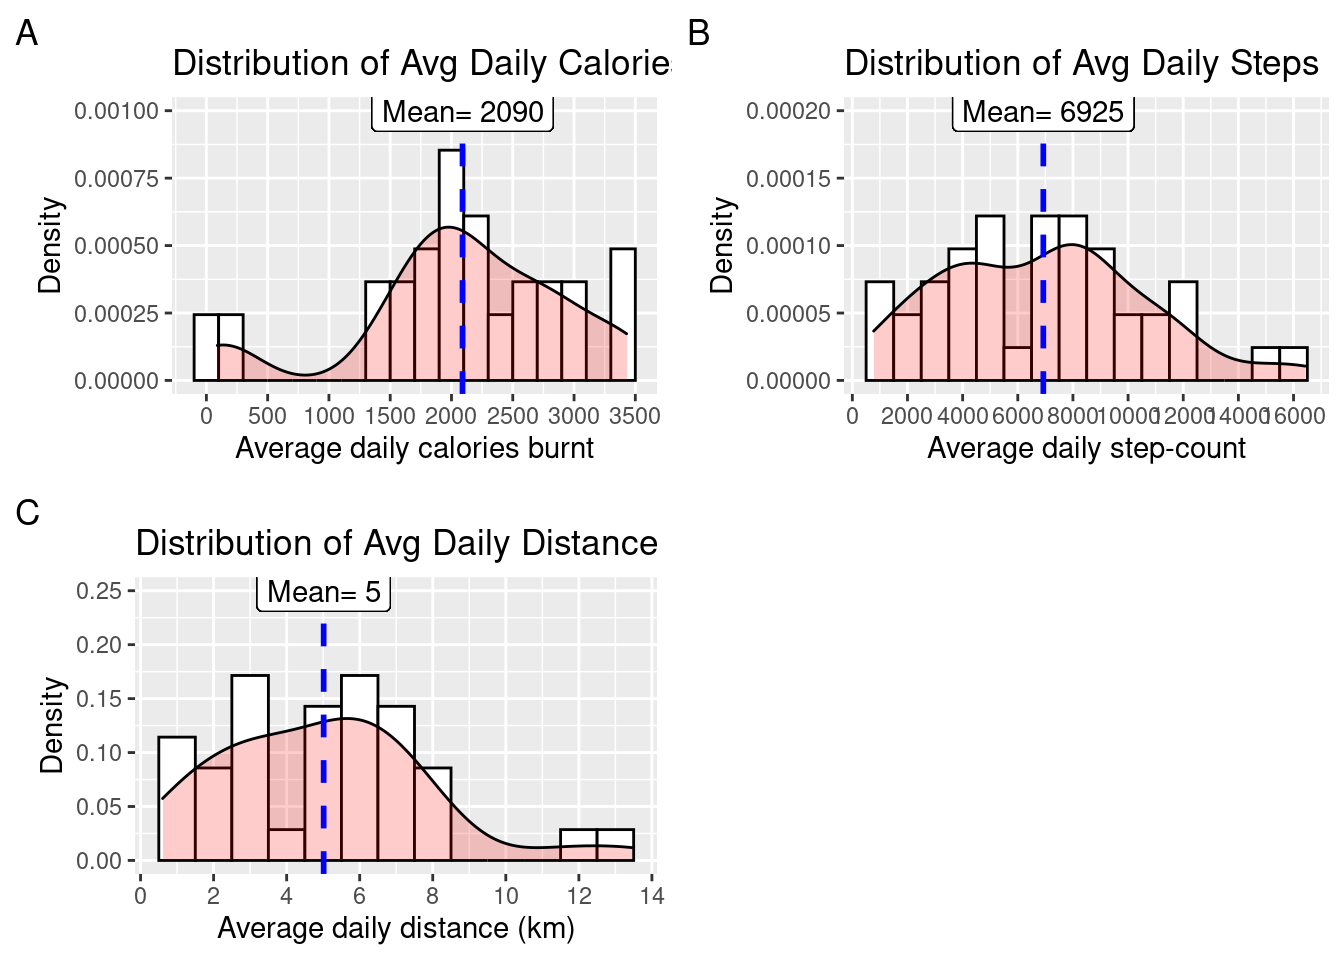 A
Distribution of Avg Daily Calorie
Mean= 2090
0.00100
0.00075
0.00050
0.00025
0.00000
Density
0 500 1000 1500 2000 2500 3000 3500
Average daily calories burnt
B
Distribution of Avg Daily Steps
Mean= 6925
0.00020
0.00015
0.00010
0.00005
0.00000
Density
0 2000 4000 6000 8000 10000 12000 14000 16000
Average daily step-count
C
Distribution of Avg Daily Distance
Mean= 5
0.25
0.20
0.15
0.10
0.05
0.00
Density
0 2 4 6 8 10 12 14
Average daily distance (km)